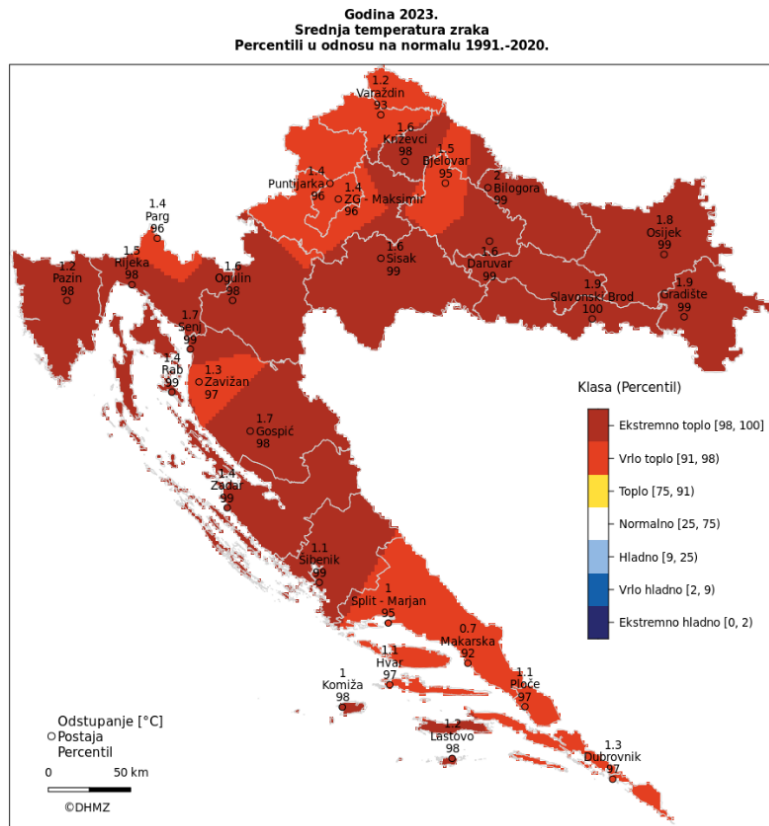 Godina 2023.
Srednja temperatura zraka
Percentili u odnosu na normalu 1991.-2020.
1.2
Varaždin
93
1.6
Križevci
98
1.5
Bjelovar
95
2
Bilogora
99
1.4
Puntijarka
96
1.4
ZG - Maksimir
96
1.4
Parg
96
1.8
Osijek
99
1.2
Pazin
98
1.5
Rijeka
98
1.6
Ogulin
98
1.6
Sisak
99
1.6
Daruvar
99
1.9
Slavonski Brod
100
1.9
Gradište
99
1.7
Senj
99
1.4
Rab
99
1.3
Zavižan
97
1.7
Gospić
98
1.4
Zadar
99
1.1
Šibenik
99
1
Split - Marjan
95
0.7
Makarska
92
1.1
Hvar
97
1
Komiža
98
1.1
Ploče
97
1.2
Lastovo
98
1.3
Dubrovnik
97
Klasa (Percentil)
Ekstremno toplo [98, 100]
Vrlo toplo [91, 98)
Toplo [75, 91)
Normalno [25, 75)
Hladno [9, 25)
Vrlo hladno [2, 9)
Ekstremno hladno [0, 2)
Odstupanje [°C]
Postaja
Percentil
0 50 km
©DHMZ